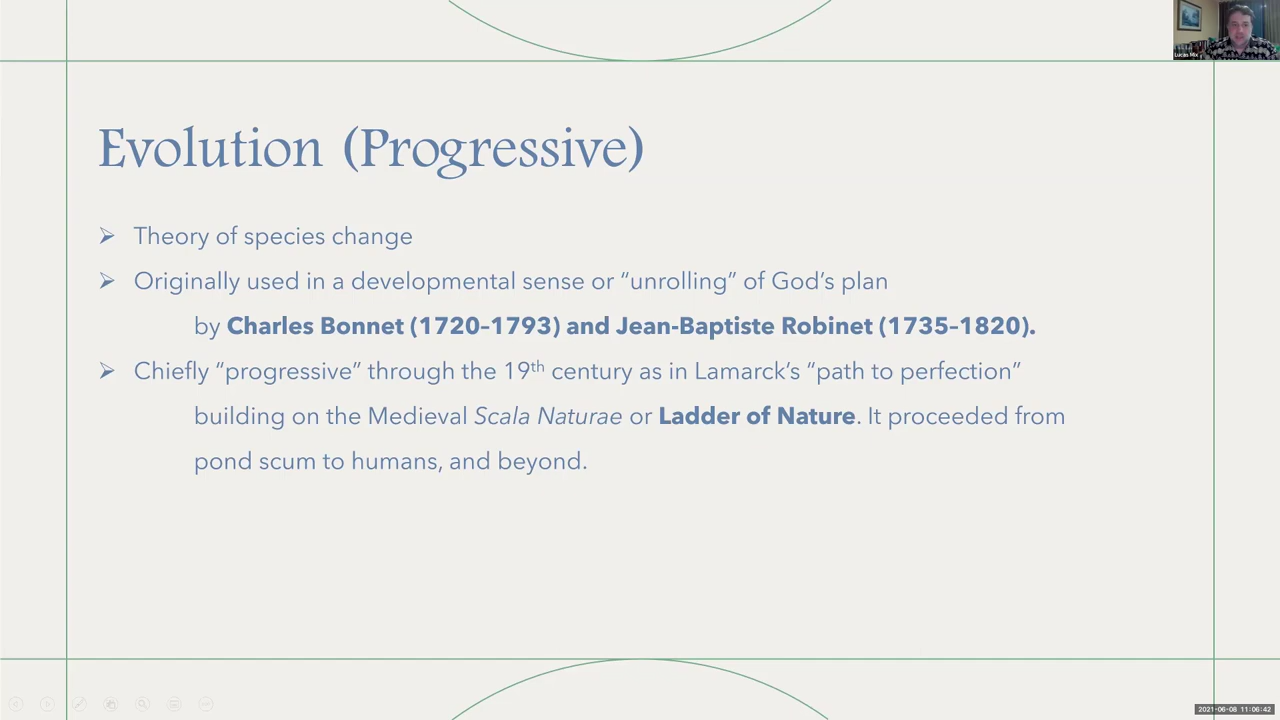 Lucas Mix
Evolution (Progressive)
➢ Theory of species change
➢ Originally used in a developmental sense or “unrolling” of God’s plan
by Charles Bonnet (1720–1793) and Jean-Baptiste Robinet (1735–1820).
➢ Chiefly “progressive” through the 19th century as in Lamarck’s “path to perfection”
building on the Medieval Scala Naturae or Ladder of Nature. It proceeded from
pond scum to humans, and beyond.
2021-06-08 11:06:42